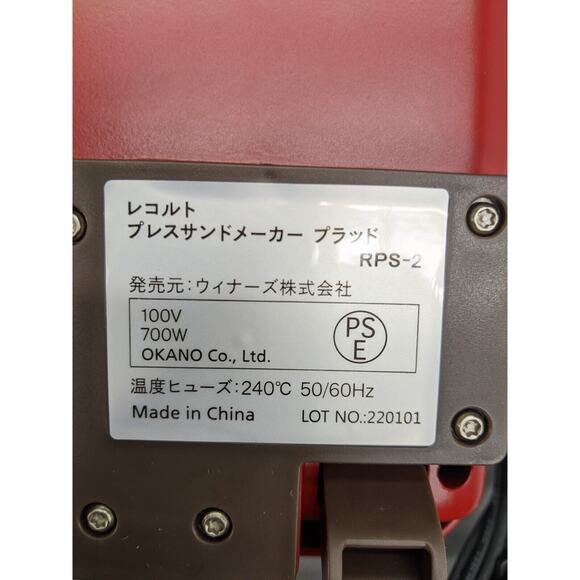 レコルト
プレスサンドメーカー プラッド
RPS-2
発売元:ウィナーズ株式会社
100V
700W
OKANO Co., Ltd.
PS
E
温度ヒューズ:240℃ 50/60Hz
Made in China
LOT NO.:220101